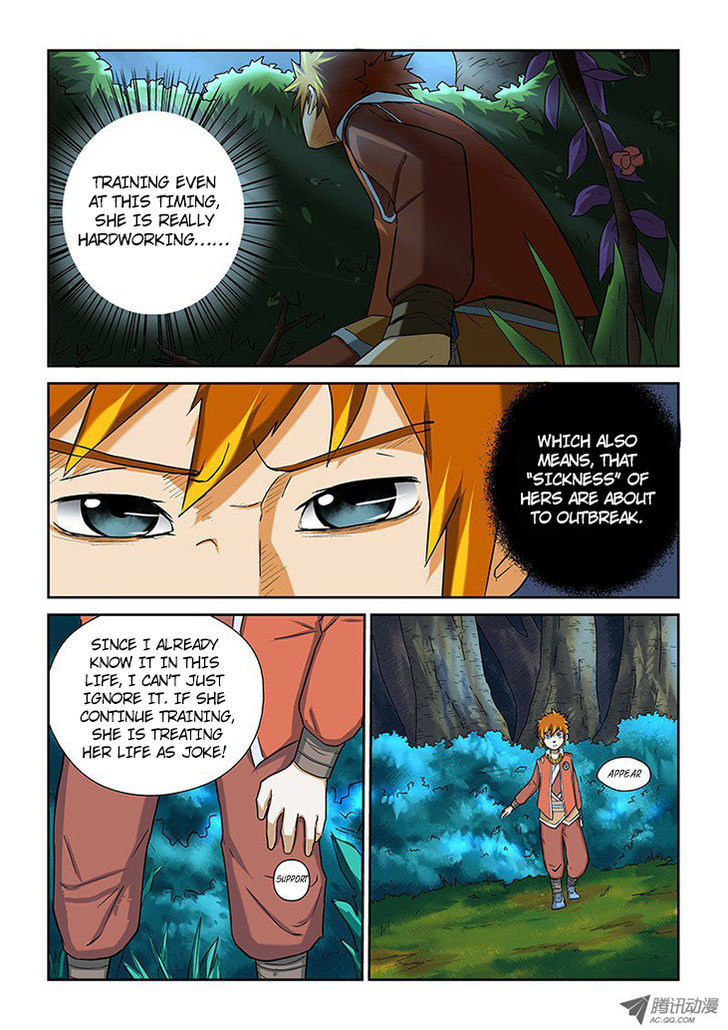 TRAINING EVEN
AT THIS TIMING,
SHE IS REALLY
HARDWORKING......
WHICH ALSO
MEANS, THAT
"SICKNESS" OF
HERS ARE ABOUT
TO OUTBREAK.
SINCE I ALREADY
KNOW IT IN THIS
LIFE, I CAN'T JUST
IGNORE IT. IF SHE
CONTINUE TRAINING,
SHE IS TREATING
HER LIFE AS JOKE!
SUPPORT
APPEAR
腾讯动漫
AC.QQ.COM